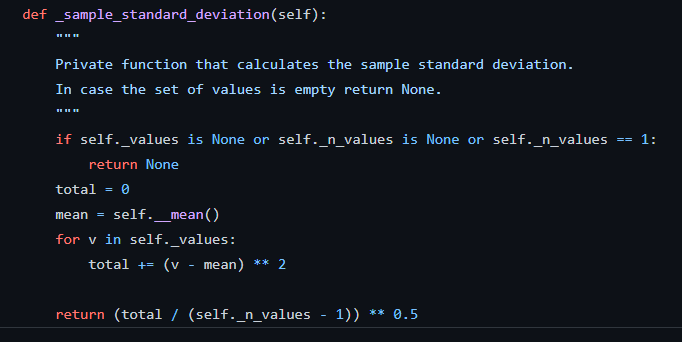 def _sample_standard_deviation(self):
    """
    Private function that calculates the sample standard deviation.
    In case the set of values is empty return None.
    """
    if self._values is None or self._n_values is None or self._n_values == 1:
        return None
    total = 0
    mean = self.__mean()
    for v in self._values:
        total += (v - mean) ** 2
    return (total / (self._n_values - 1)) ** 0.5